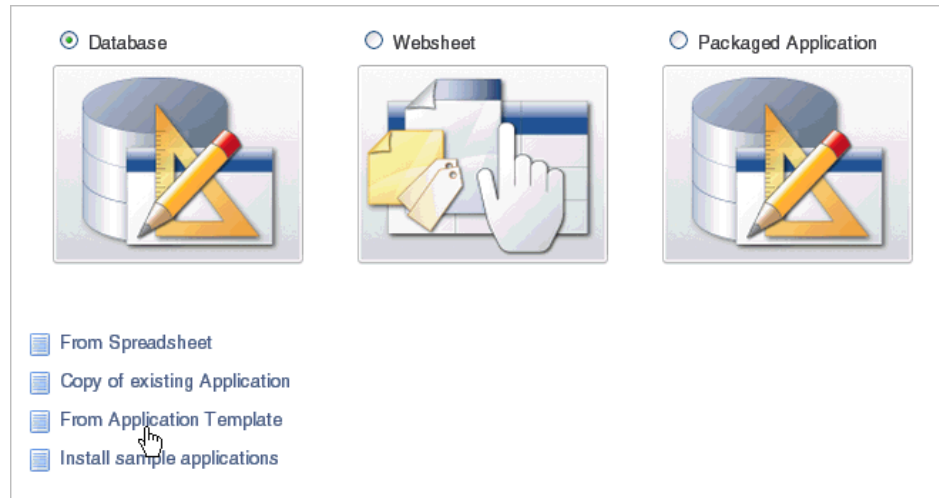 Database
Websheet
Packaged Application
From Spreadsheet
Copy of existing Application
From Application Template
Install sample applications